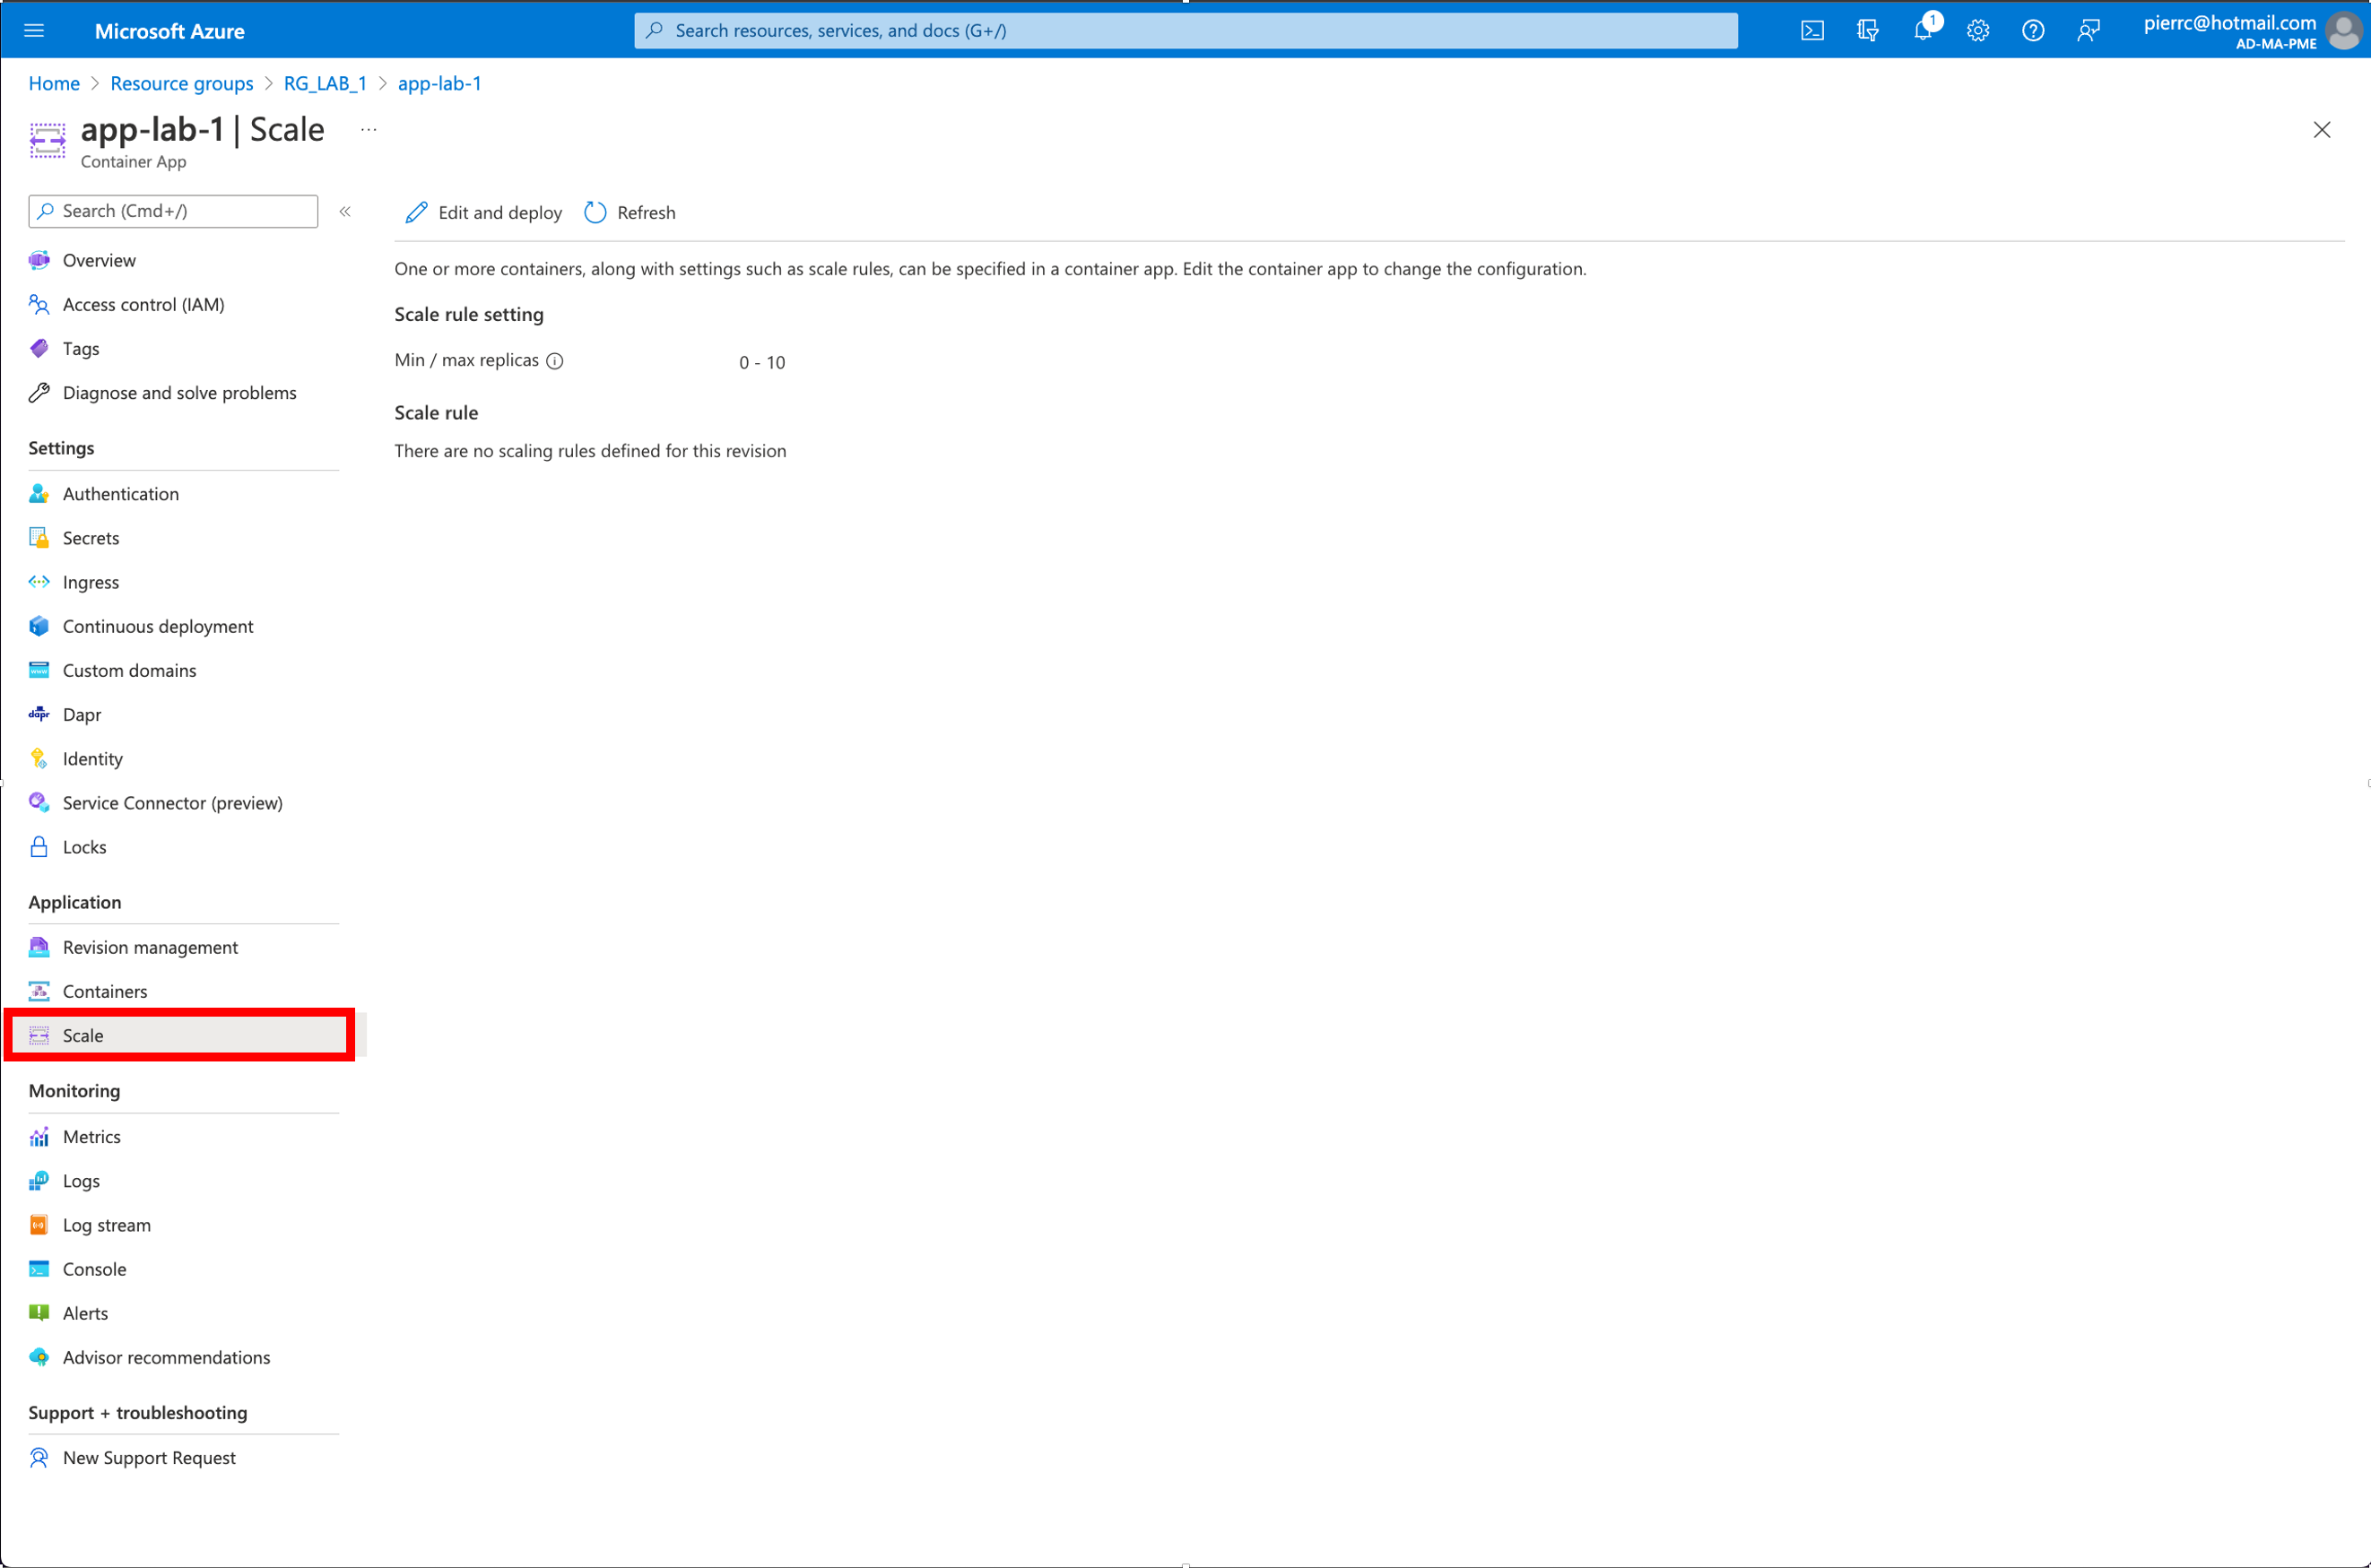 Microsoft Azure
Search resources, services, and docs (G+/)
1
pierrc@hotmail.com
AD-MA-PME
Home > Resource groups > RG_LAB_1 > app-lab-1
app-lab-1 | Scale ...
Container App
Search (Cmd+/)
«
Edit and deploy
Refresh
Overview
Access control (IAM)
Tags
Diagnose and solve problems
Settings
Authentication
Secrets
Ingress
Continuous deployment
Custom domains
dapr
Dapr
Identity
Service Connector (preview)
Locks
Application
Revision management
Containers
Scale
Monitoring
Metrics
Logs
Log stream
Console
Alerts
Advisor recommendations
Support + troubleshooting
New Support Request
One or more containers, along with settings such as scale rules, can be specified in a container app. Edit the container app to change the configuration.
Scale rule setting
Min / max replicas 0 - 10
Scale rule
There are no scaling rules defined for this revision